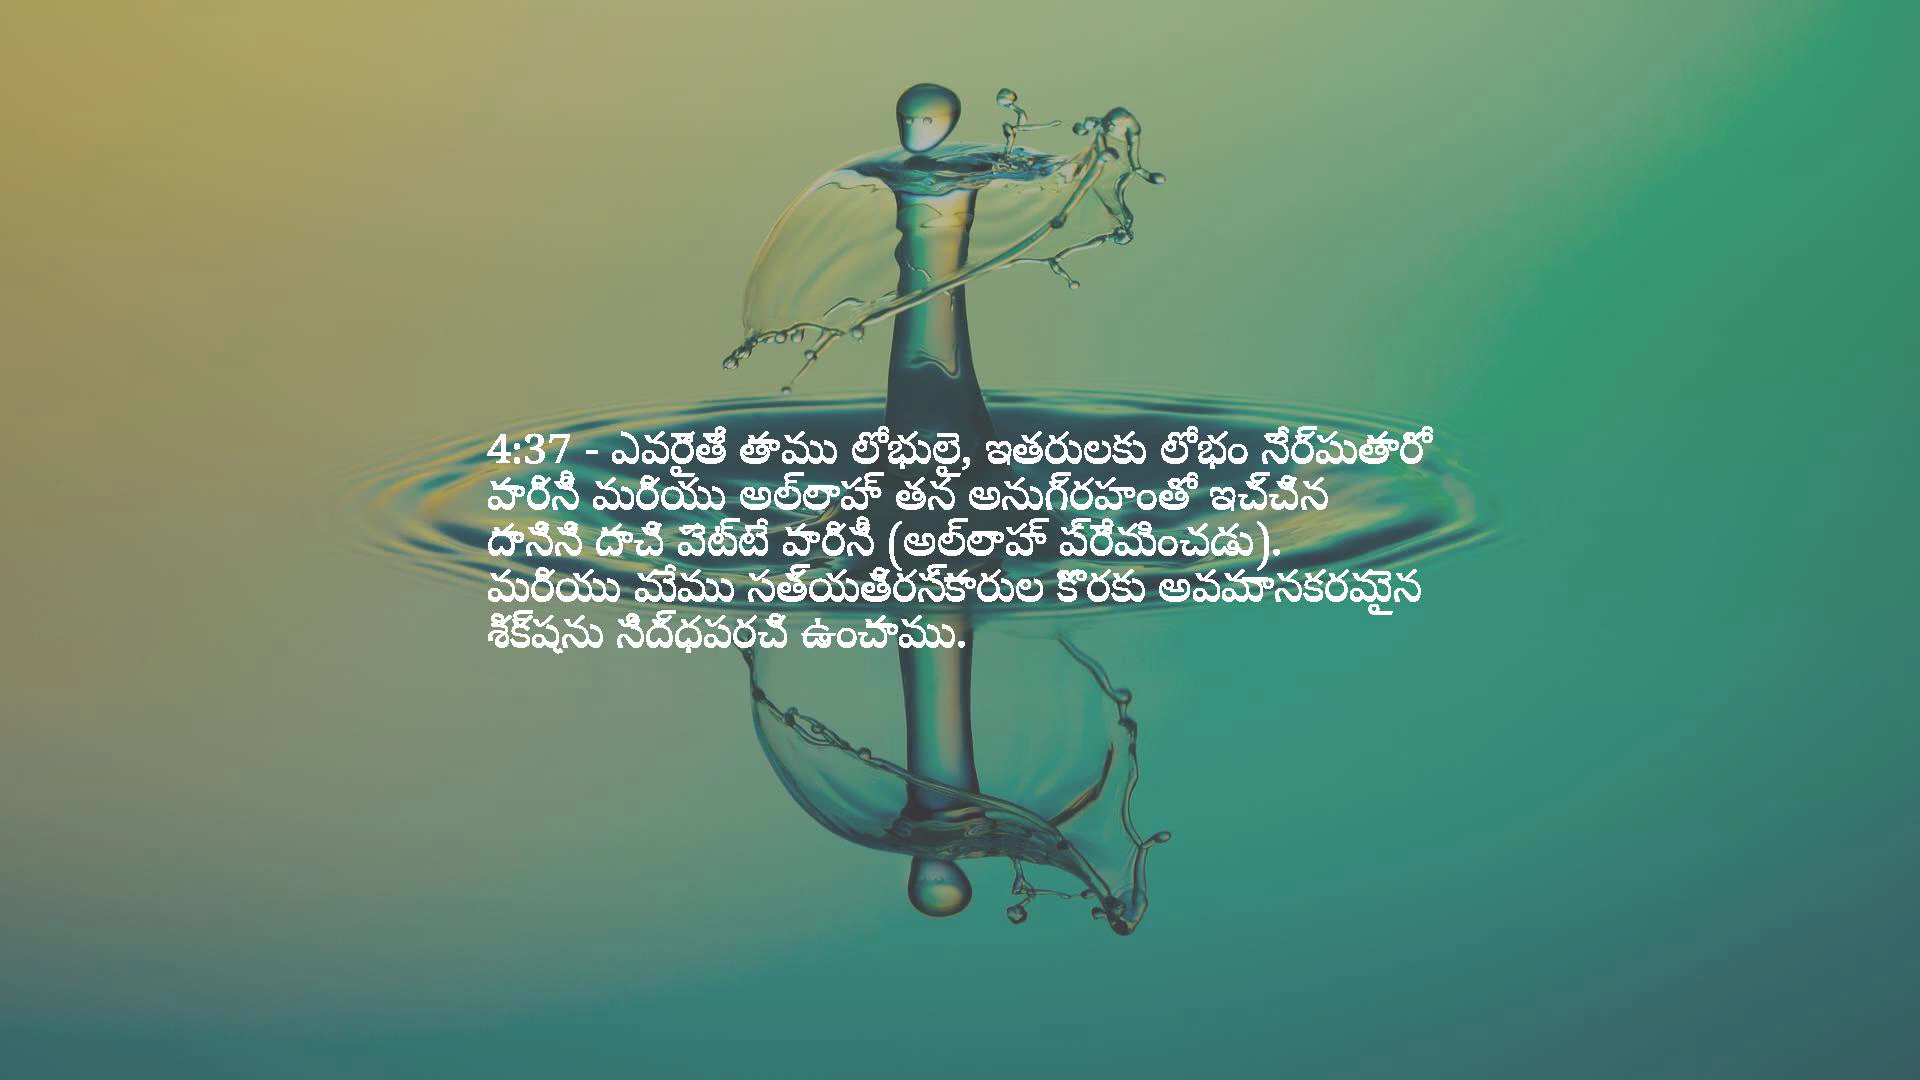 4:37 - ఎవరైతే తాము లోభులై, ఇతరులకు లోభం నేర్పుతారో
వారినీ మరియు అల్లాహ్ తన అనుగ్రహంతో ఇచ్చిన
దానిని దాచి పెట్టే వారినీ (అల్లాహ్ ప్రేమించడు).
మరియు మేము సత్యతిరస్కారుల కొరకు అవమానకరమైన
శిక్షను సిద్ధపరచి ఉంచాము.